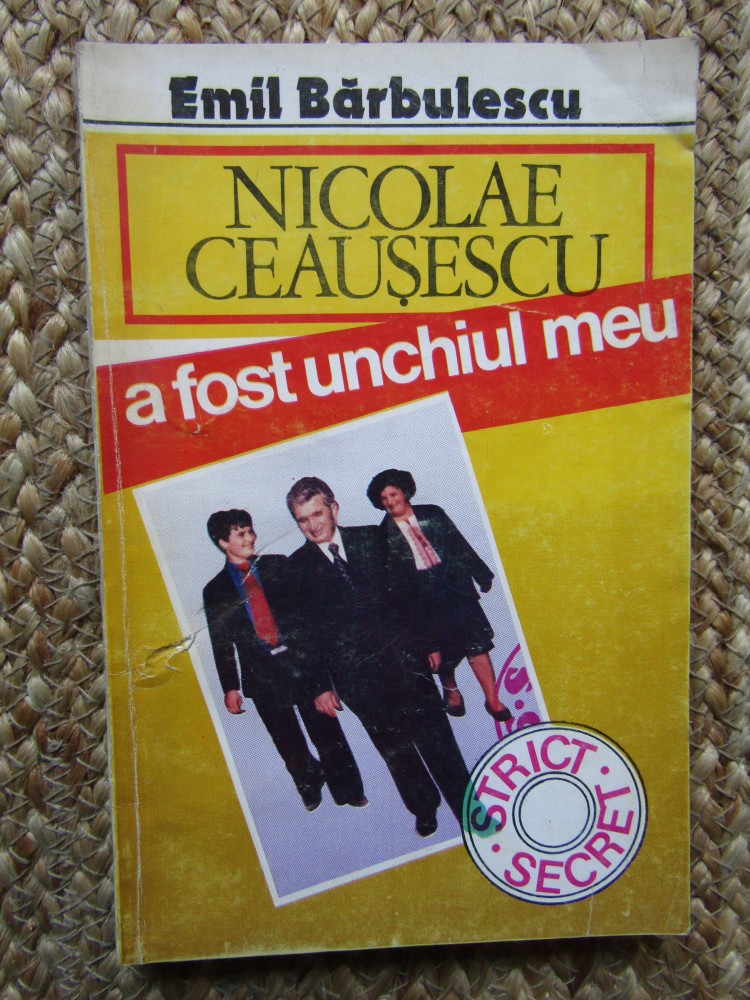 Emil Bărbulescu
NICOLAE
CEAUȘESCU
a fost unchiul meu
STRICT ·
SECRET ·